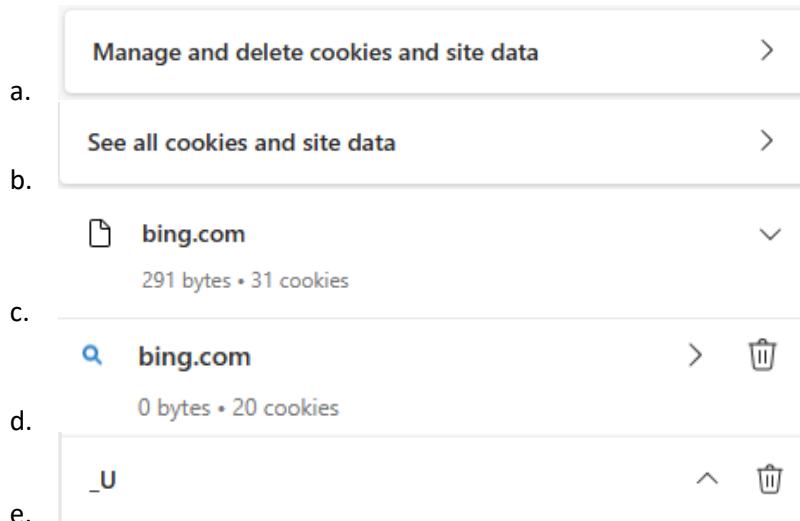 Manage and delete cookies and site data
a.
See all cookies and site data
b.
bing.com
291 bytes • 31 cookies
c.
bing.com
0 bytes • 20 cookies
d.
_U
e.